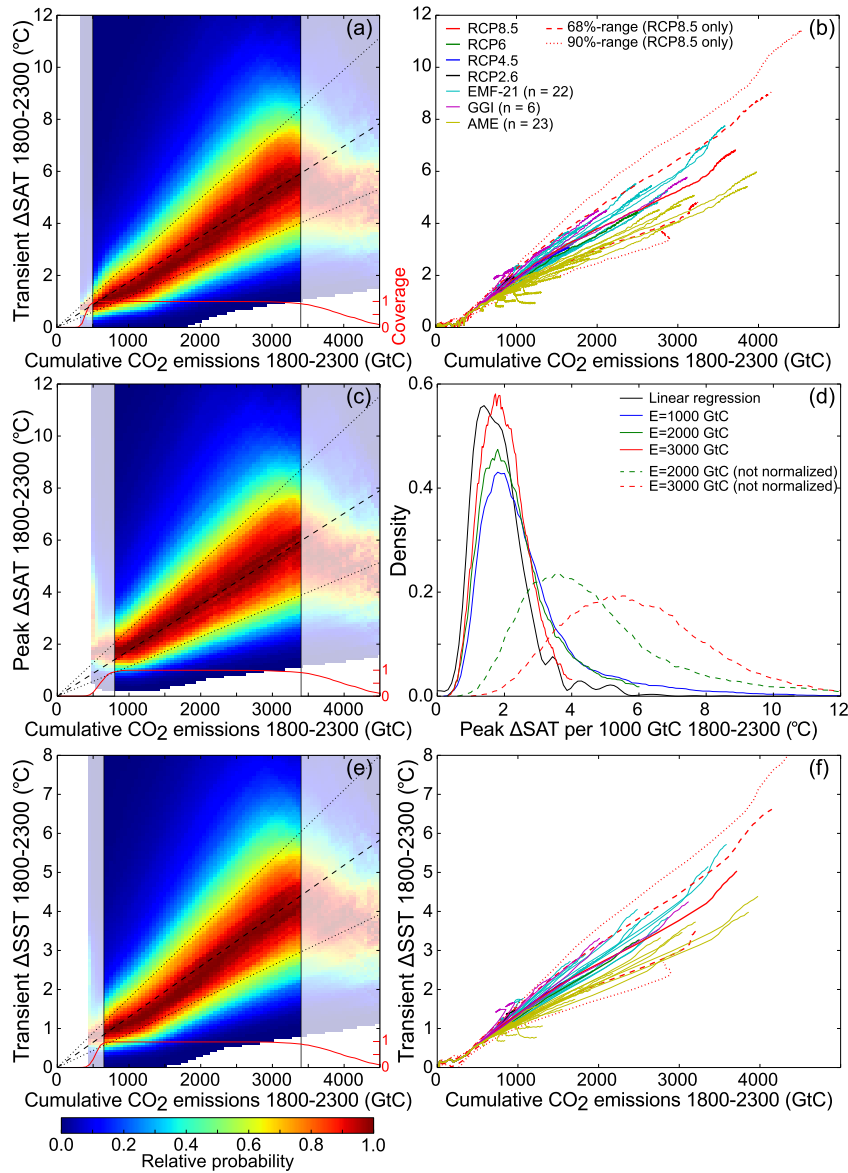 (a)
12
10
8
6
4
2
0
Transient ΔSAT 1800-2300 (°C)
1
0
Coverage
0 1000 2000 3000 4000
Cumulative CO2 emissions 1800-2300 (GtC)
(b)
RCP8.5
RCP6
RCP4.5
RCP2.6
EMF-21 (n = 22)
GGI (n = 6)
AME (n = 23)
68%-range (RCP8.5 only)
90%-range (RCP8.5 only)
12
10
8
6
4
2
0
Transient ΔSAT 1800-2300 (°C)
0 1000 2000 3000 4000
Cumulative CO2 emissions 1800-2300 (GtC)
(c)
12
10
8
6
4
2
0
Peak ΔSAT 1800-2300 (°C)
1
0
0 1000 2000 3000 4000
Cumulative CO2 emissions 1800-2300 (GtC)
(d)
Linear regression
E=1000 GtC
E=2000 GtC
E=3000 GtC
E=2000 GtC (not normalized)
E=3000 GtC (not normalized)
0.6
0.4
0.2
0.0
Density
0 2 4 6 8 10 12
Peak ΔSAT per 1000 GtC 1800-2300 (°C)
(e)
8
7
6
5
4
3
2
1
0
Transient ΔSST 1800-2300 (°C)
1
0
0 1000 2000 3000 4000
Cumulative CO2 emissions 1800-2300 (GtC)
(f)
8
7
6
5
4
3
2
1
0
Transient ΔSST 1800-2300 (°C)
0 1000 2000 3000 4000
Cumulative CO2 emissions 1800-2300 (GtC)
0.0 0.2 0.4 0.6 0.8 1.0
Relative probability